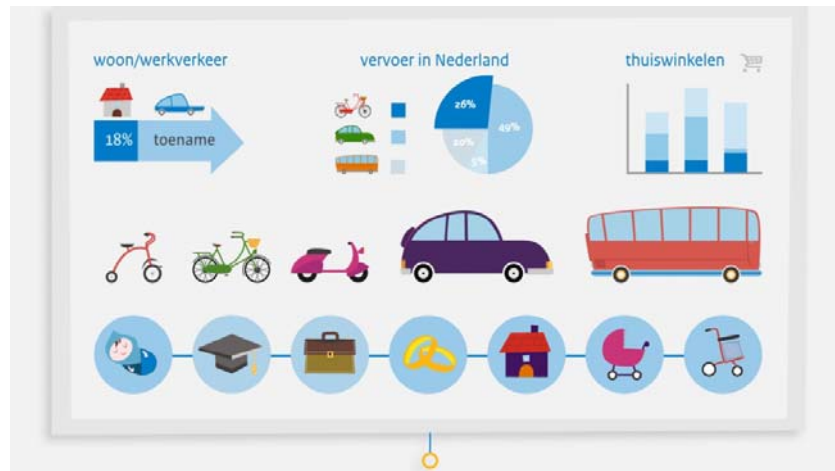 woon/werkverkeer
vervoer in Nederland
thuiswinkelen
18% toename
26%
49%
20%
5%